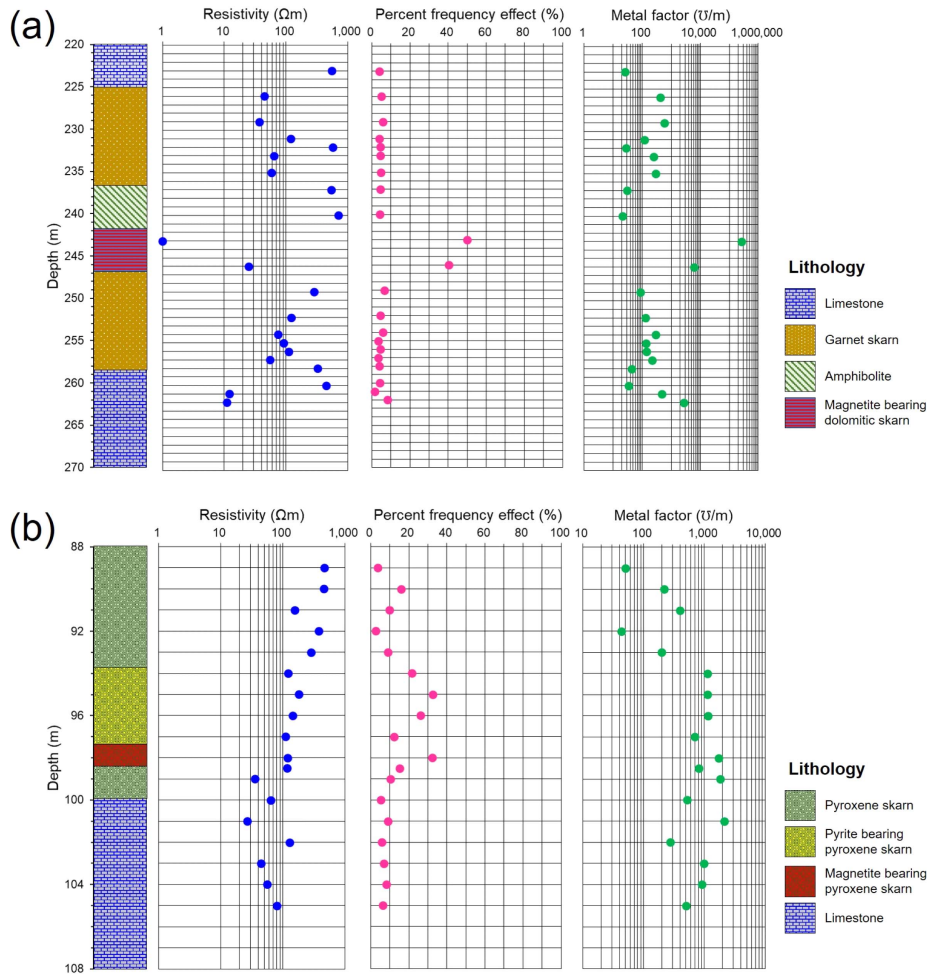 (a)
Resistivity (Ωm)
Percent frequency effect (%)
Metal factor (℧/m)
1 10 100 1,000
0 20 40 60 80 100
1 100 10,000 1,000,000
Depth (m)
220
225
230
235
240
245
250
255
260
265
270
Lithology
Limestone
Garnet skarn
Amphibolite
Magnetite bearing
dolomitic skarn
(b)
Resistivity (Ωm)
Percent frequency effect (%)
Metal factor (℧/m)
1 10 100 1,000
0 20 40 60 80 100
10 100 1,000 10,000
Depth (m)
88
92
96
100
104
108
Lithology
Pyroxene skarn
Pyrite bearing
pyroxene skarn
Magnetite bearing
pyroxene skarn
Limestone